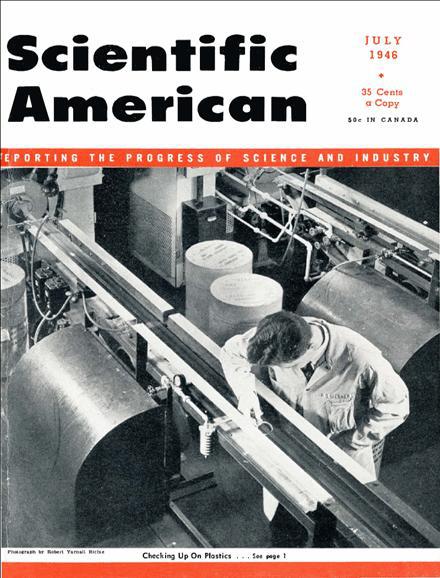 Scientific
American
JULY
1946
35 Cents
a Copy
50c IN CANADA
REPORTING THE PROGRESS OF SCIENCE AND INDUSTRY
Photograph by Robert Yarnall Richie
Checking Up On Plastics . . . See page 1